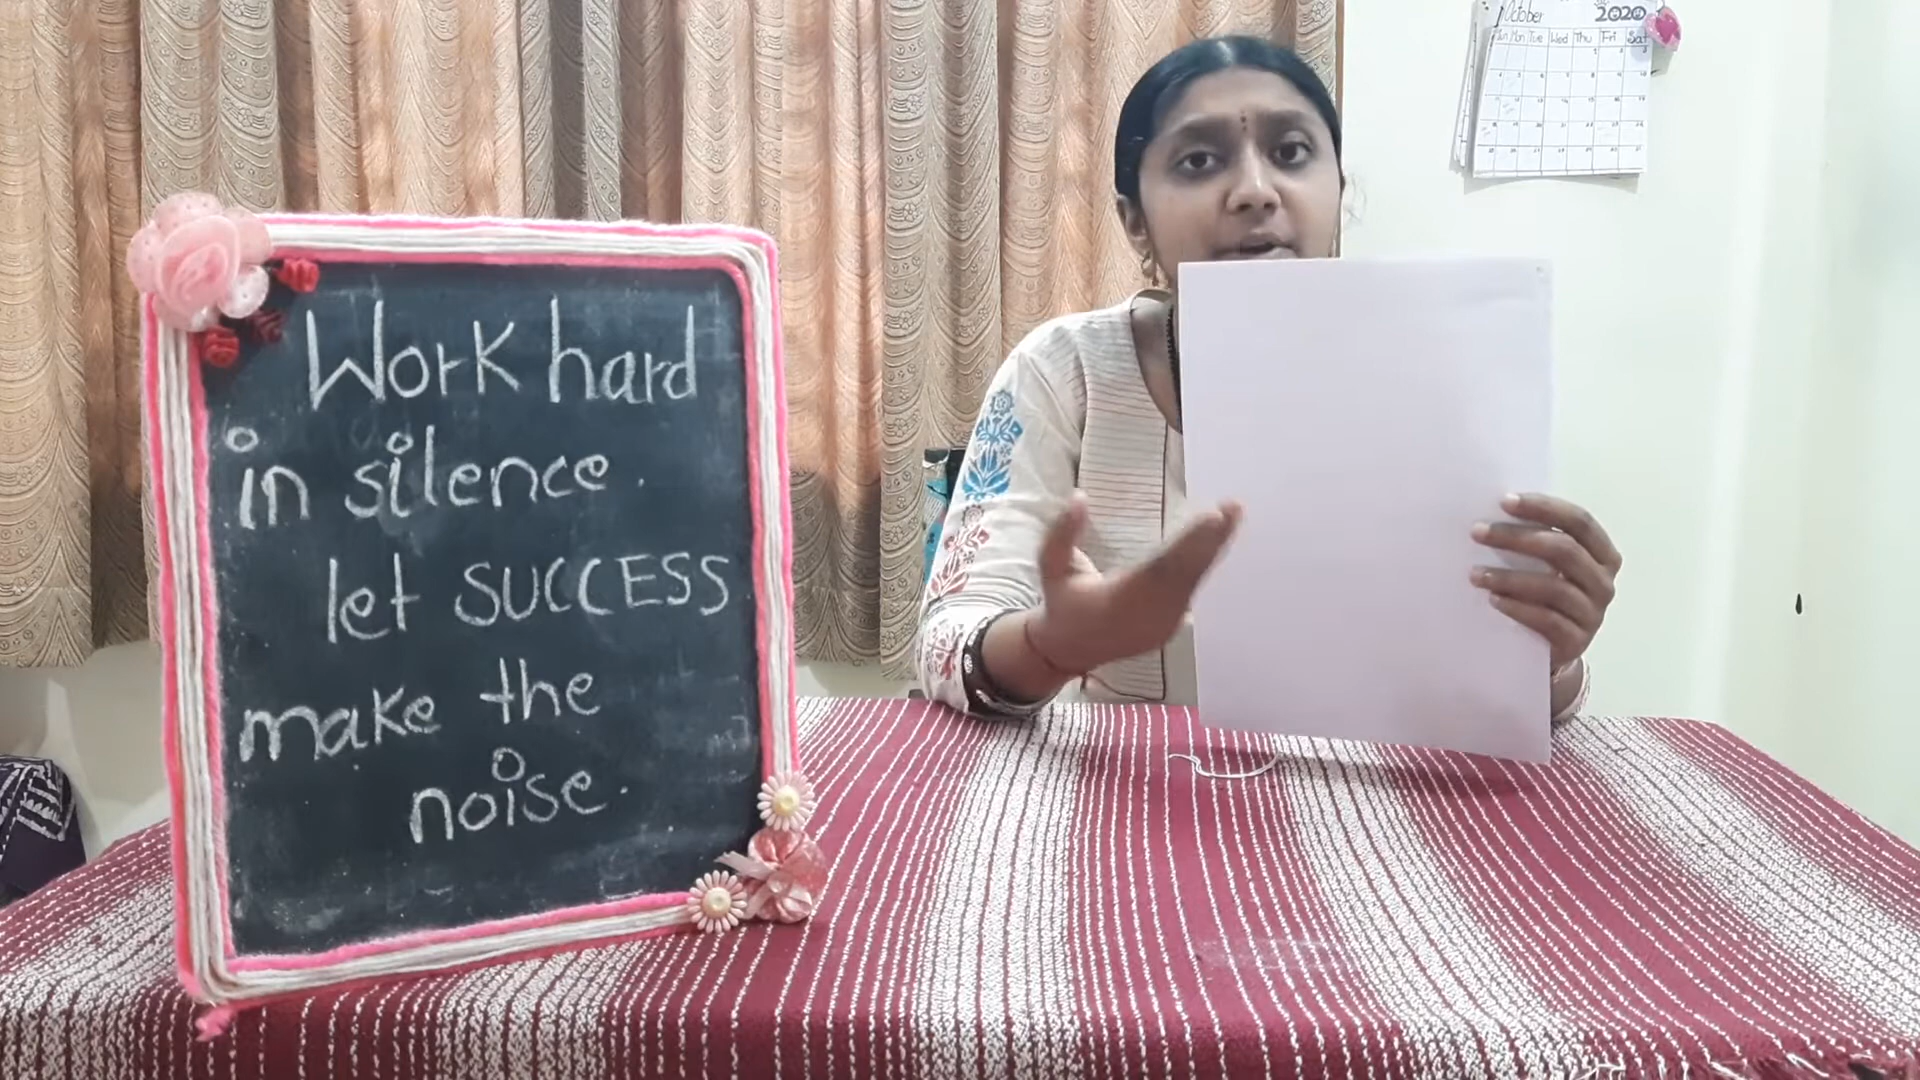 Work hard
in silence.
let SUCCESS
make the
noise.
October 2020
Sun Mon Tue Wed Thu Fri Sat